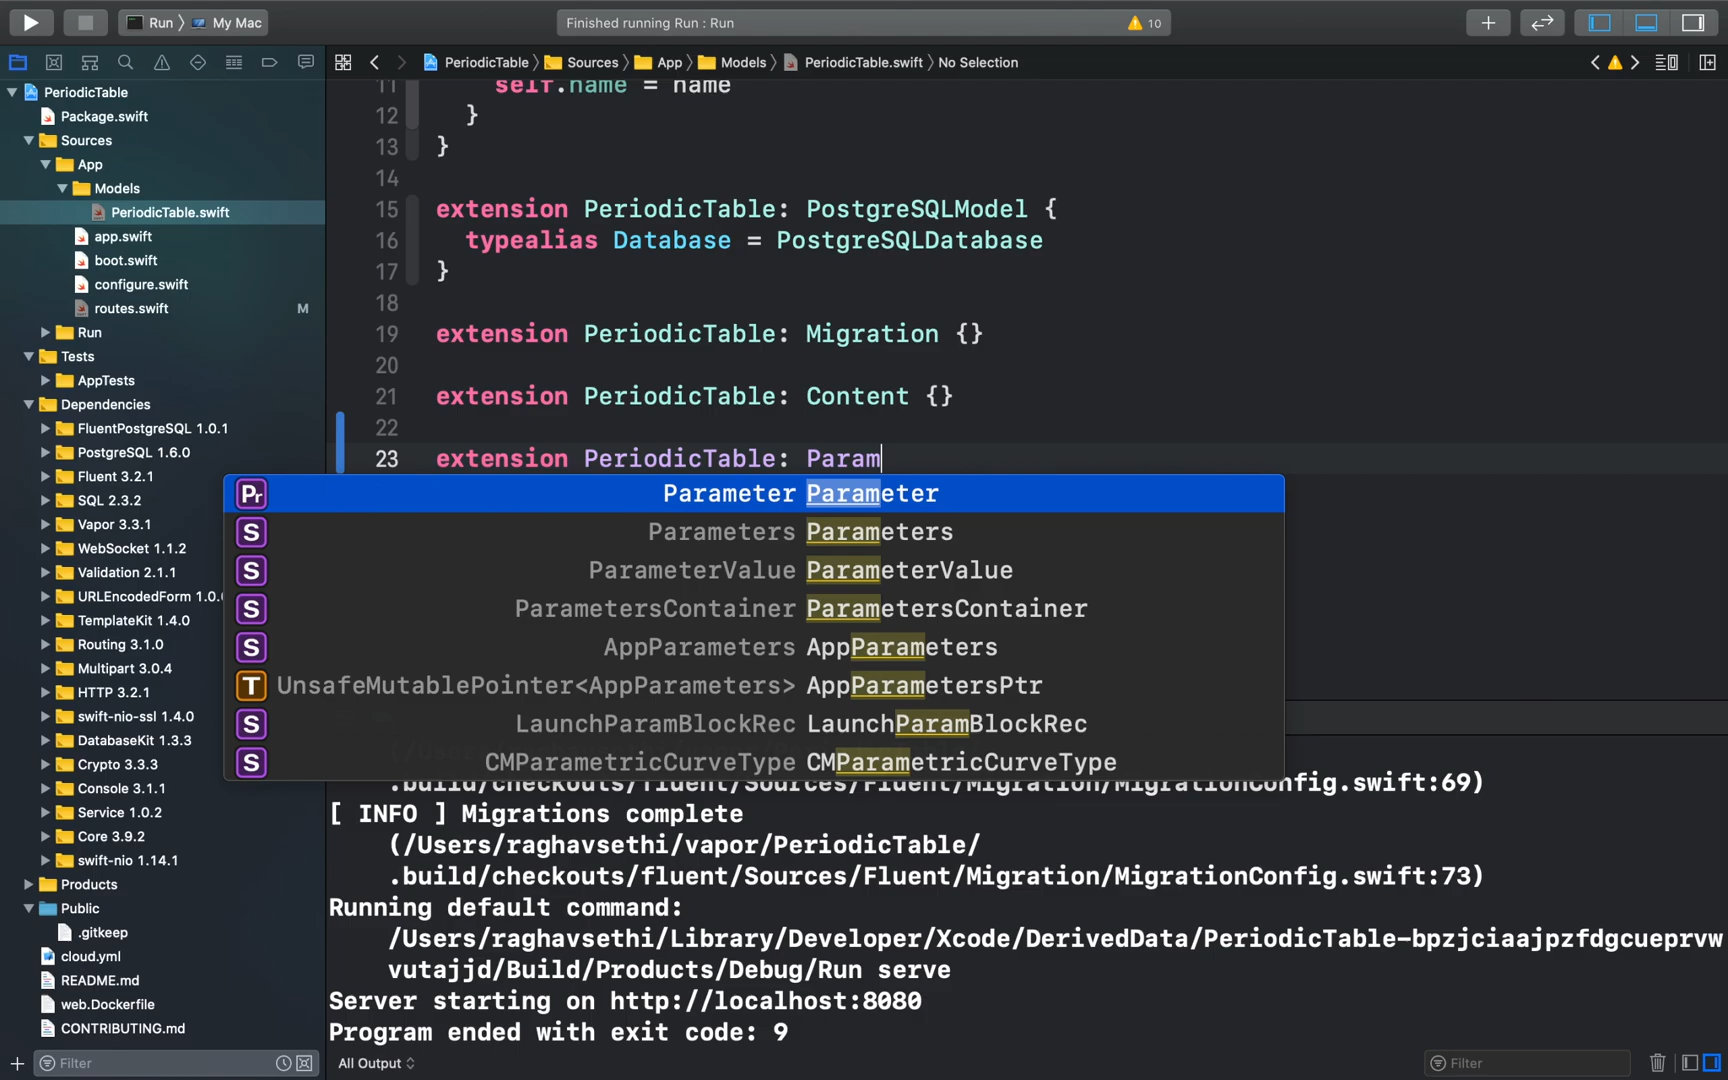 Run 〉 My Mac
Finished running Run : Run
10
PeriodicTable 〉 Sources 〉 App 〉 Models 〉 PeriodicTable.swift 〉 No Selection
PeriodicTable
Package.swift
Sources
App
Models
PeriodicTable.swift
app.swift
boot.swift
configure.swift
routes.swift M
Run
Tests
AppTests
Dependencies
FluentPostgreSQL 1.0.1
PostgreSQL 1.6.0
Fluent 3.2.1
SQL 2.3.2
Vapor 3.3.1
WebSocket 1.1.2
Validation 2.1.1
URLEncodedForm 1.0.
TemplateKit 1.4.0
Routing 3.1.0
Multipart 3.0.4
HTTP 3.2.1
swift-nio-ssl 1.4.0
DatabaseKit 1.3.3
Crypto 3.3.3
Console 3.1.1
Service 1.0.2
Core 3.9.2
swift-nio 1.14.1
Products
Public
.gitkeep
cloud.yml
README.md
web.Dockerfile
CONTRIBUTING.md
Filter
11 self.name = name
12 }
13 }
14
15 extension PeriodicTable: PostgreSQLModel {
16 typealias Database = PostgreSQLDatabase
17 }
18
19 extension PeriodicTable: Migration {}
20
21 extension PeriodicTable: Content {}
22
23 extension PeriodicTable: Param
Pr Parameter Parameter
S Parameters Parameters
S ParameterValue ParameterValue
S ParametersContainer ParametersContainer
S AppParameters AppParameters
T UnsafeMutablePointer<AppParameters> AppParametersPtr
S LaunchParamBlockRec LaunchParamBlockRec
S CMParametricCurveType CMParametricCurveType
.build/checkouts/fluent/Sources/Fluent/Migration/MigrationConfig.swift:69)
[ INFO ] Migrations complete
(/Users/raghavsethi/vapor/PeriodicTable/
.build/checkouts/fluent/Sources/Fluent/Migration/MigrationConfig.swift:73)
Running default command:
/Users/raghavsethi/Library/Developer/Xcode/DerivedData/PeriodicTable-bpzjciaajpzfdgcueprvw
vutajjd/Build/Products/Debug/Run serve
Server starting on http://localhost:8080
Program ended with exit code: 9
All Output
Filter